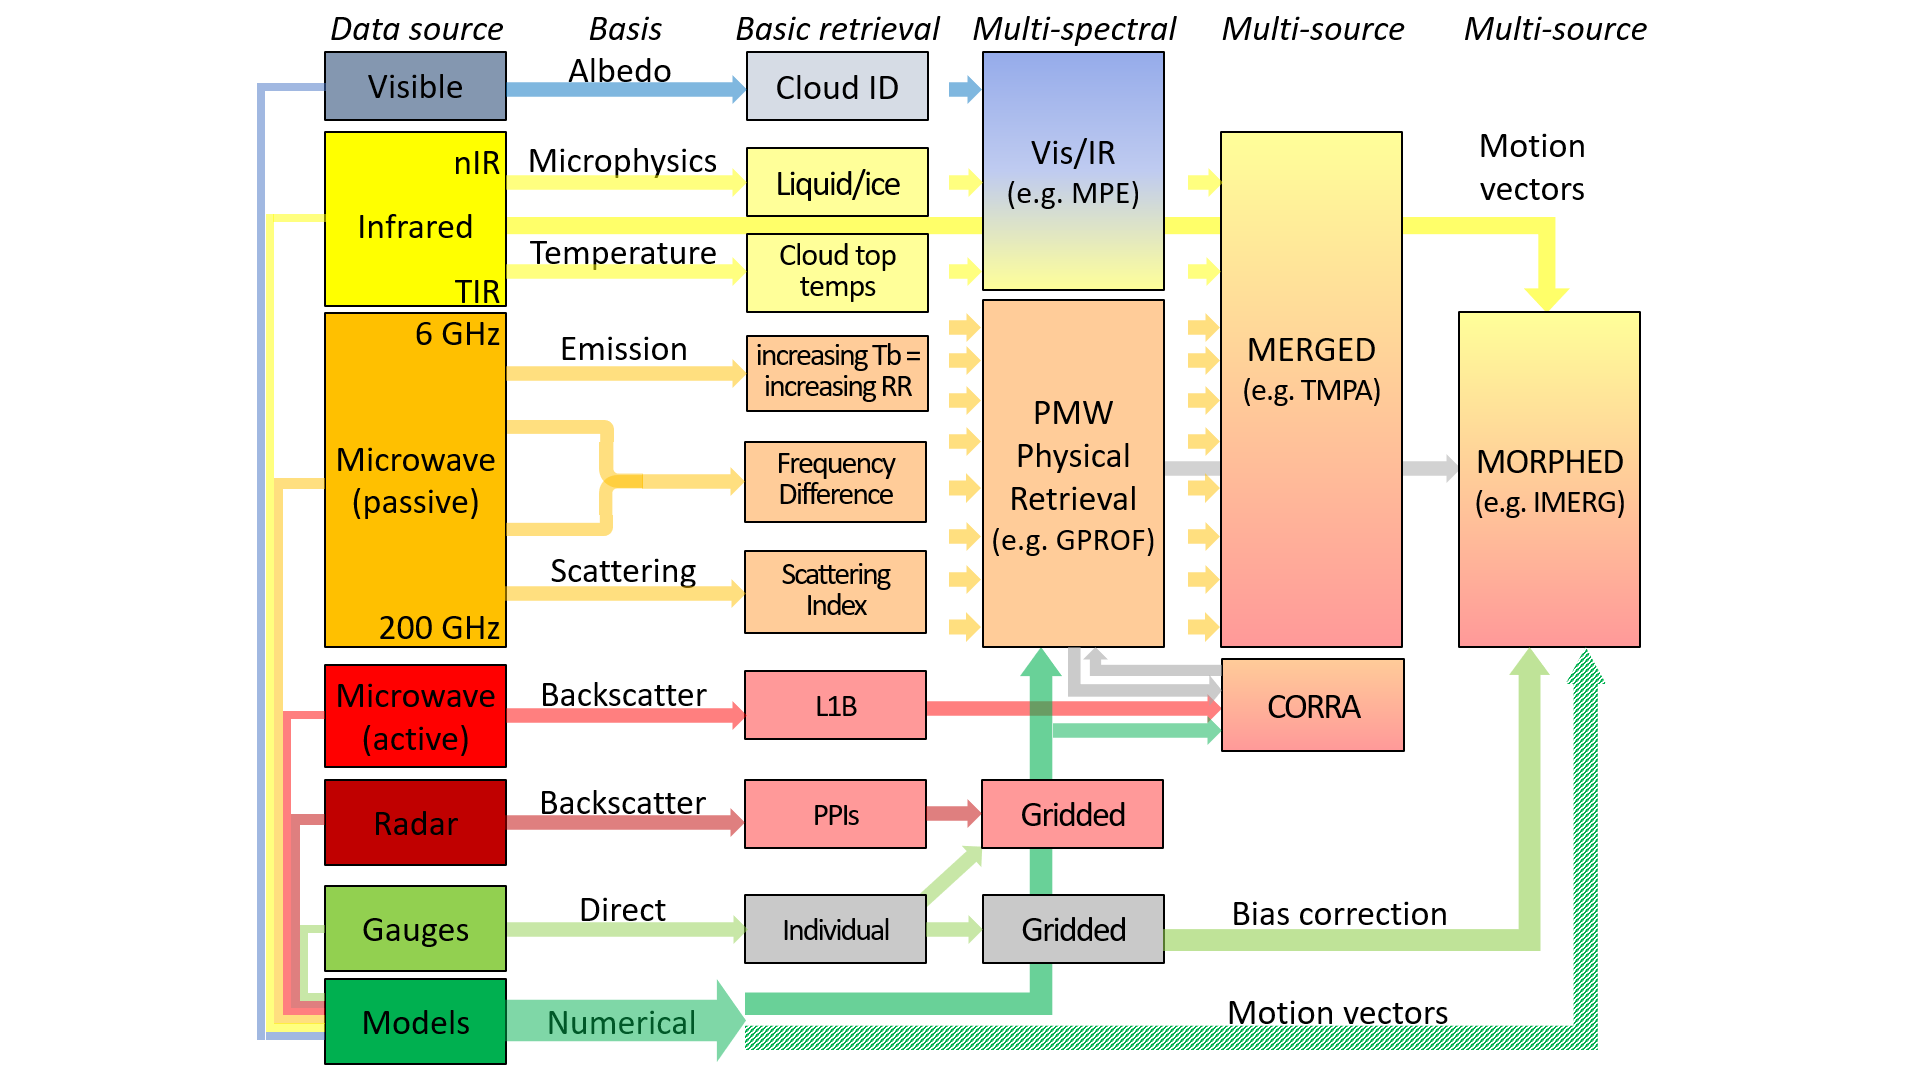 Data source
Basis
Basic retrieval
Multi-spectral
Multi-source
Multi-source
Visible
Albedo
Cloud ID
nIR
Infrared
TIR
Microphysics
Liquid/ice
Temperature
Cloud top
temps
Vis/IR
(e.g. MPE)
Motion
vectors
6 GHz
Microwave
(passive)
200 GHz
Emission
increasing Tb =
increasing RR
Frequency
Difference
Scattering
Scattering
Index
PMW
Physical
Retrieval
(e.g. GPROF)
MERGED
(e.g. TMPA)
MORPHED
(e.g. IMERG)
Microwave
(active)
Backscatter
L1B
CORRA
Radar
Backscatter
PPIs
Gridded
Gauges
Direct
Individual
Gridded
Bias correction
Models
Numerical
Motion vectors